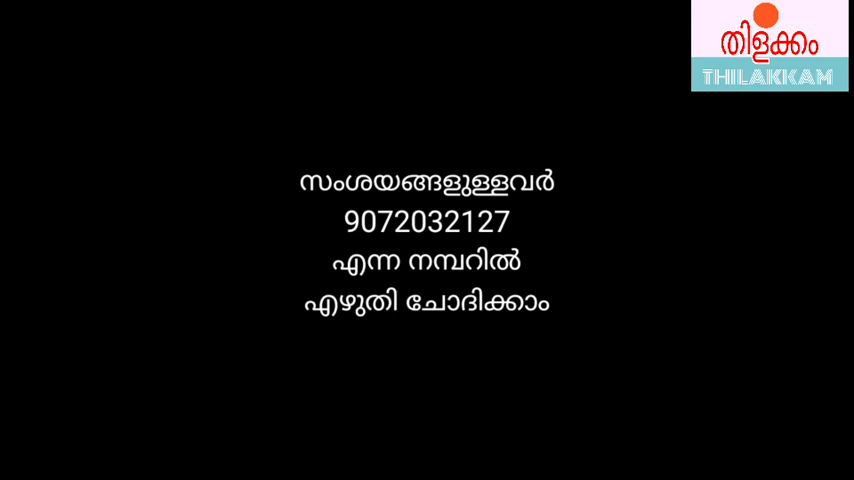 തിളക്കം
THILAKKAM
സംശയങ്ങളുള്ളവർ
9072032127
എന്ന നമ്പറിൽ
എഴുതി ചോദിക്കാം